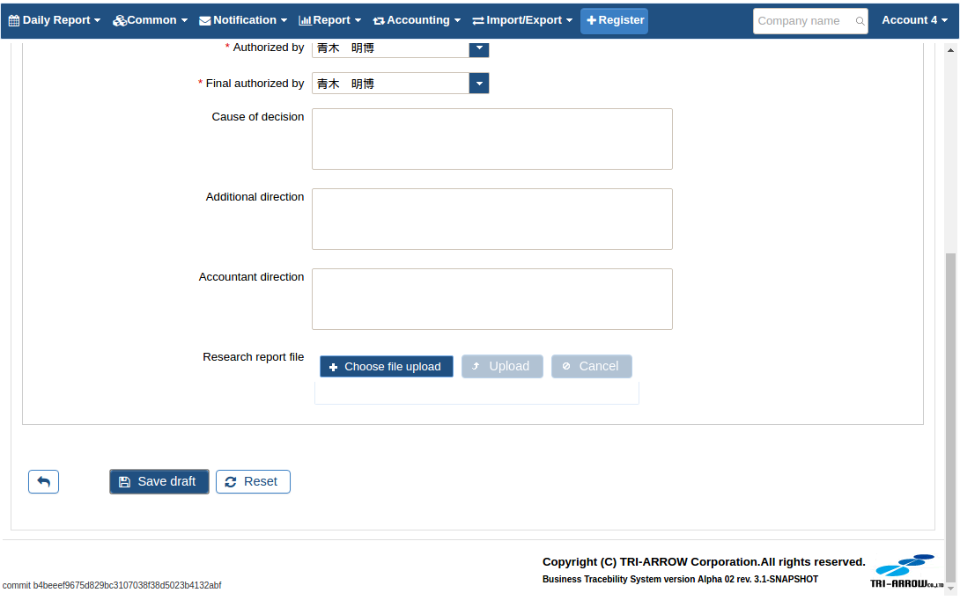 Daily Report Common Notification Report Accounting Import/Export Register Company name Account 4
* Authorized by 青木　明博
* Final authorized by 青木　明博
Cause of decision
Additional direction
Accountant direction
Research report file Choose file upload Upload Cancel
Save draft Reset
Copyright (C) TRI-ARROW Corporation.All rights reserved.
Business Tracebility System version Alpha 02 rev. 3.1-SNAPSHOT
TRI-ARROW Co.,LTD
commit b4beeef9675d829bc3107038f38d5023b4132abf